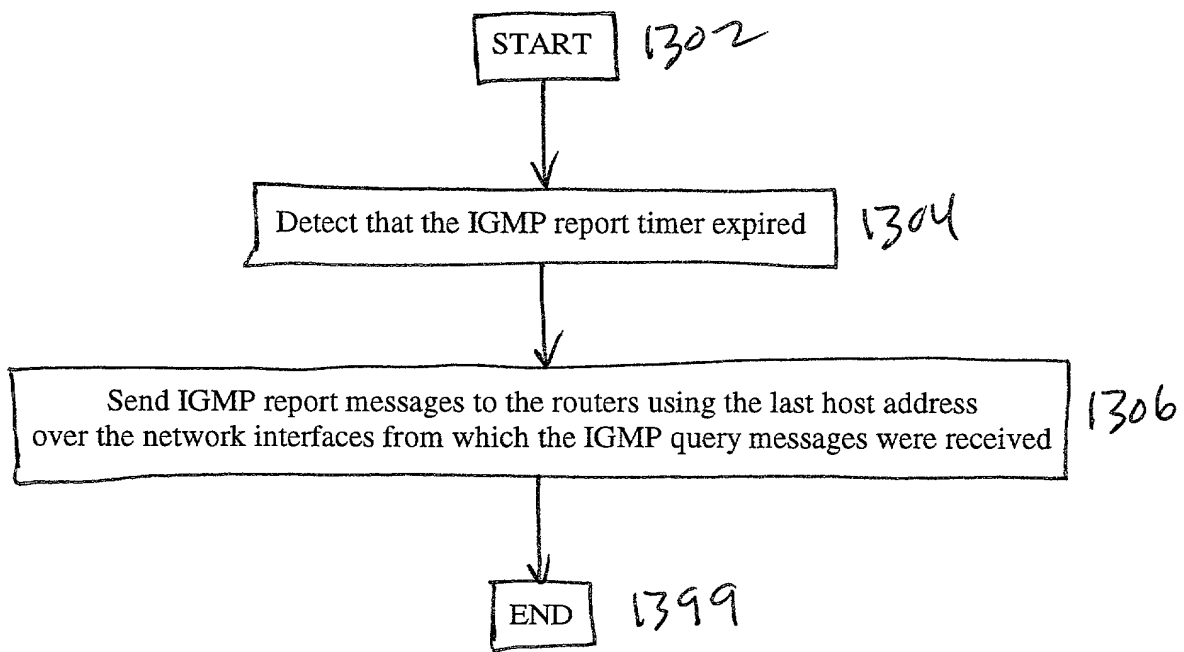 START 1302
Detect that the IGMP report timer expired 1304
Send IGMP report messages to the routers using the last host address
over the network interfaces from which the IGMP query messages were received 1306
END 1399